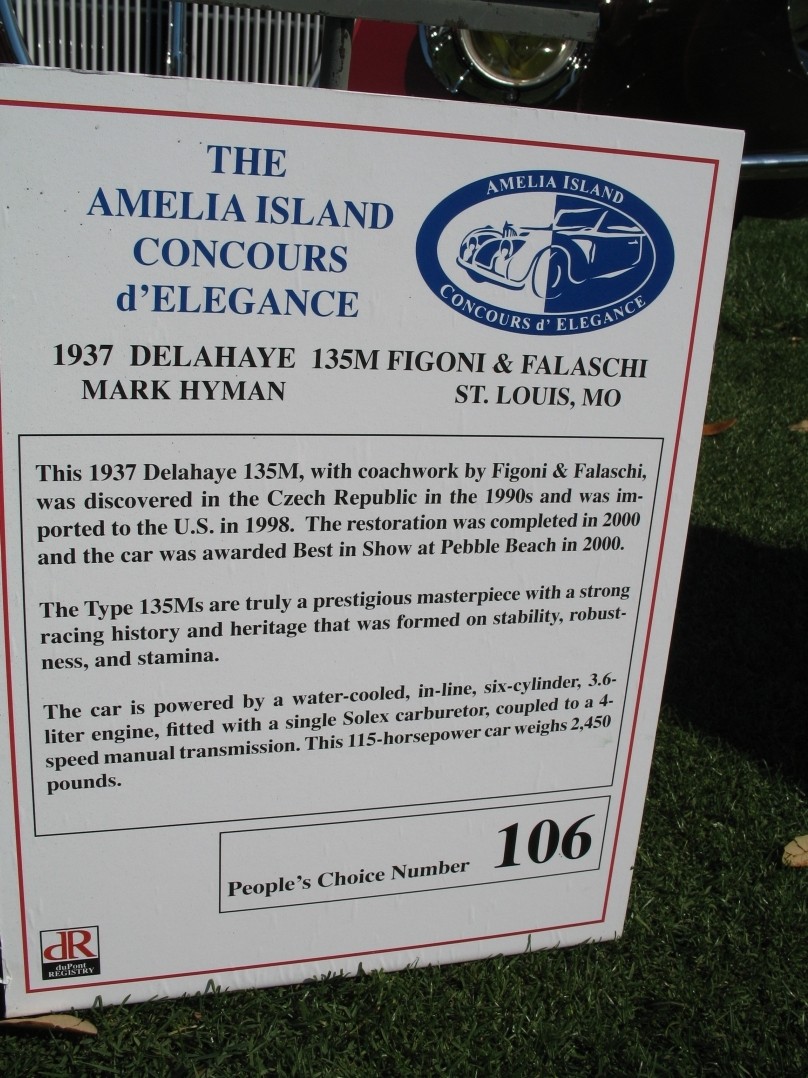 THE
AMELIA ISLAND
CONCOURS
d'ELEGANCE
AMELIA ISLAND
CONCOURS d' ELEGANCE
1937 DELAHAYE 135M FIGONI & FALASCHI
MARK HYMAN ST. LOUIS, MO
This 1937 Delahaye 135M, with coachwork by Figoni & Falaschi,
was discovered in the Czech Republic in the 1990s and was im-
ported to the U.S. in 1998. The restoration was completed in 2000
and the car was awarded Best in Show at Pebble Beach in 2000.
The Type 135Ms are truly a prestigious masterpiece with a strong
racing history and heritage that was formed on stability, robust-
ness, and stamina.
The car is powered by a water-cooled, in-line, six-cylinder, 3.6-
liter engine, fitted with a single Solex carburetor, coupled to a 4-
speed manual transmission. This 115-horsepower car weighs 2,450
pounds.
People's Choice Number 106
dR
duPont
REGISTRY